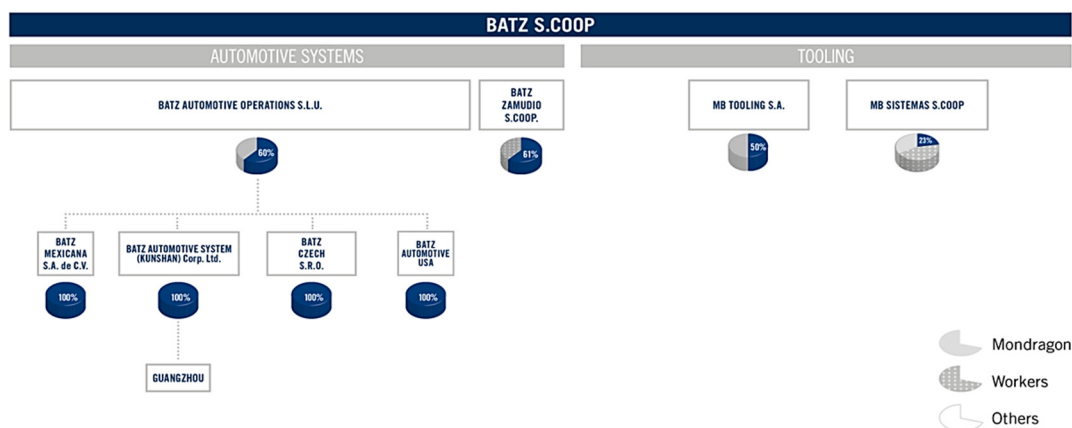 BATZ S.COOP
AUTOMOTIVE SYSTEMS
TOOLING
BATZ AUTOMOTIVE OPERATIONS S.L.U.
BATZ
ZAMUDIO
S.COOP.
MB TOOLING S.A.
MB SISTEMAS S.COOP
60%
61%
50%
23%
BATZ
MEXICANA
S.A. de C.V.
BATZ AUTOMOTIVE SYSTEM
(KUNSHAN) Corp. Ltd.
BATZ
CZECH
S.R.O.
BATZ
AUTOMOTIVE
USA
100%
100%
100%
100%
GUANGZHOU
Mondragon
Workers
Others